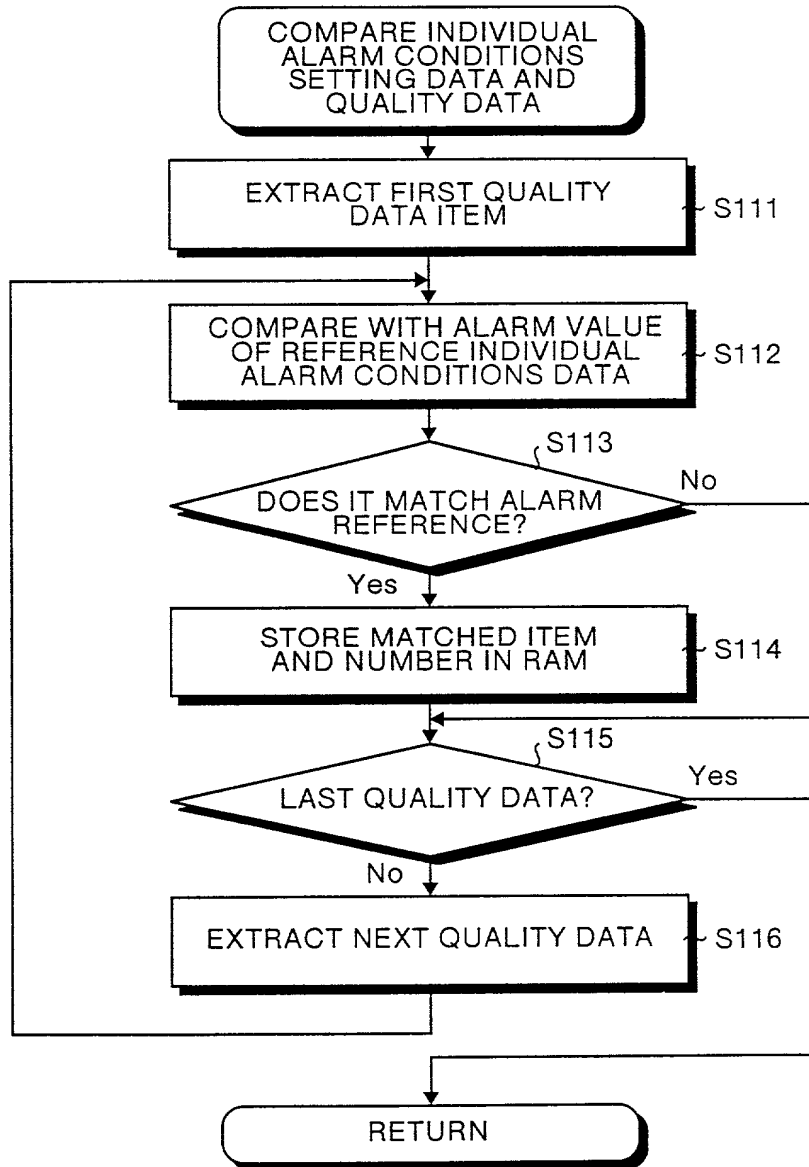 COMPARE INDIVIDUAL
ALARM CONDITIONS
SETTING DATA AND
QUALITY DATA
EXTRACT FIRST QUALITY
DATA ITEM
S111
COMPARE WITH ALARM VALUE
OF REFERENCE INDIVIDUAL
ALARM CONDITIONS DATA
S112
S113
No
DOES IT MATCH ALARM
REFERENCE?
Yes
STORE MATCHED ITEM
AND NUMBER IN RAM
S114
S115
Yes
LAST QUALITY DATA?
No
EXTRACT NEXT QUALITY DATA
S116
RETURN